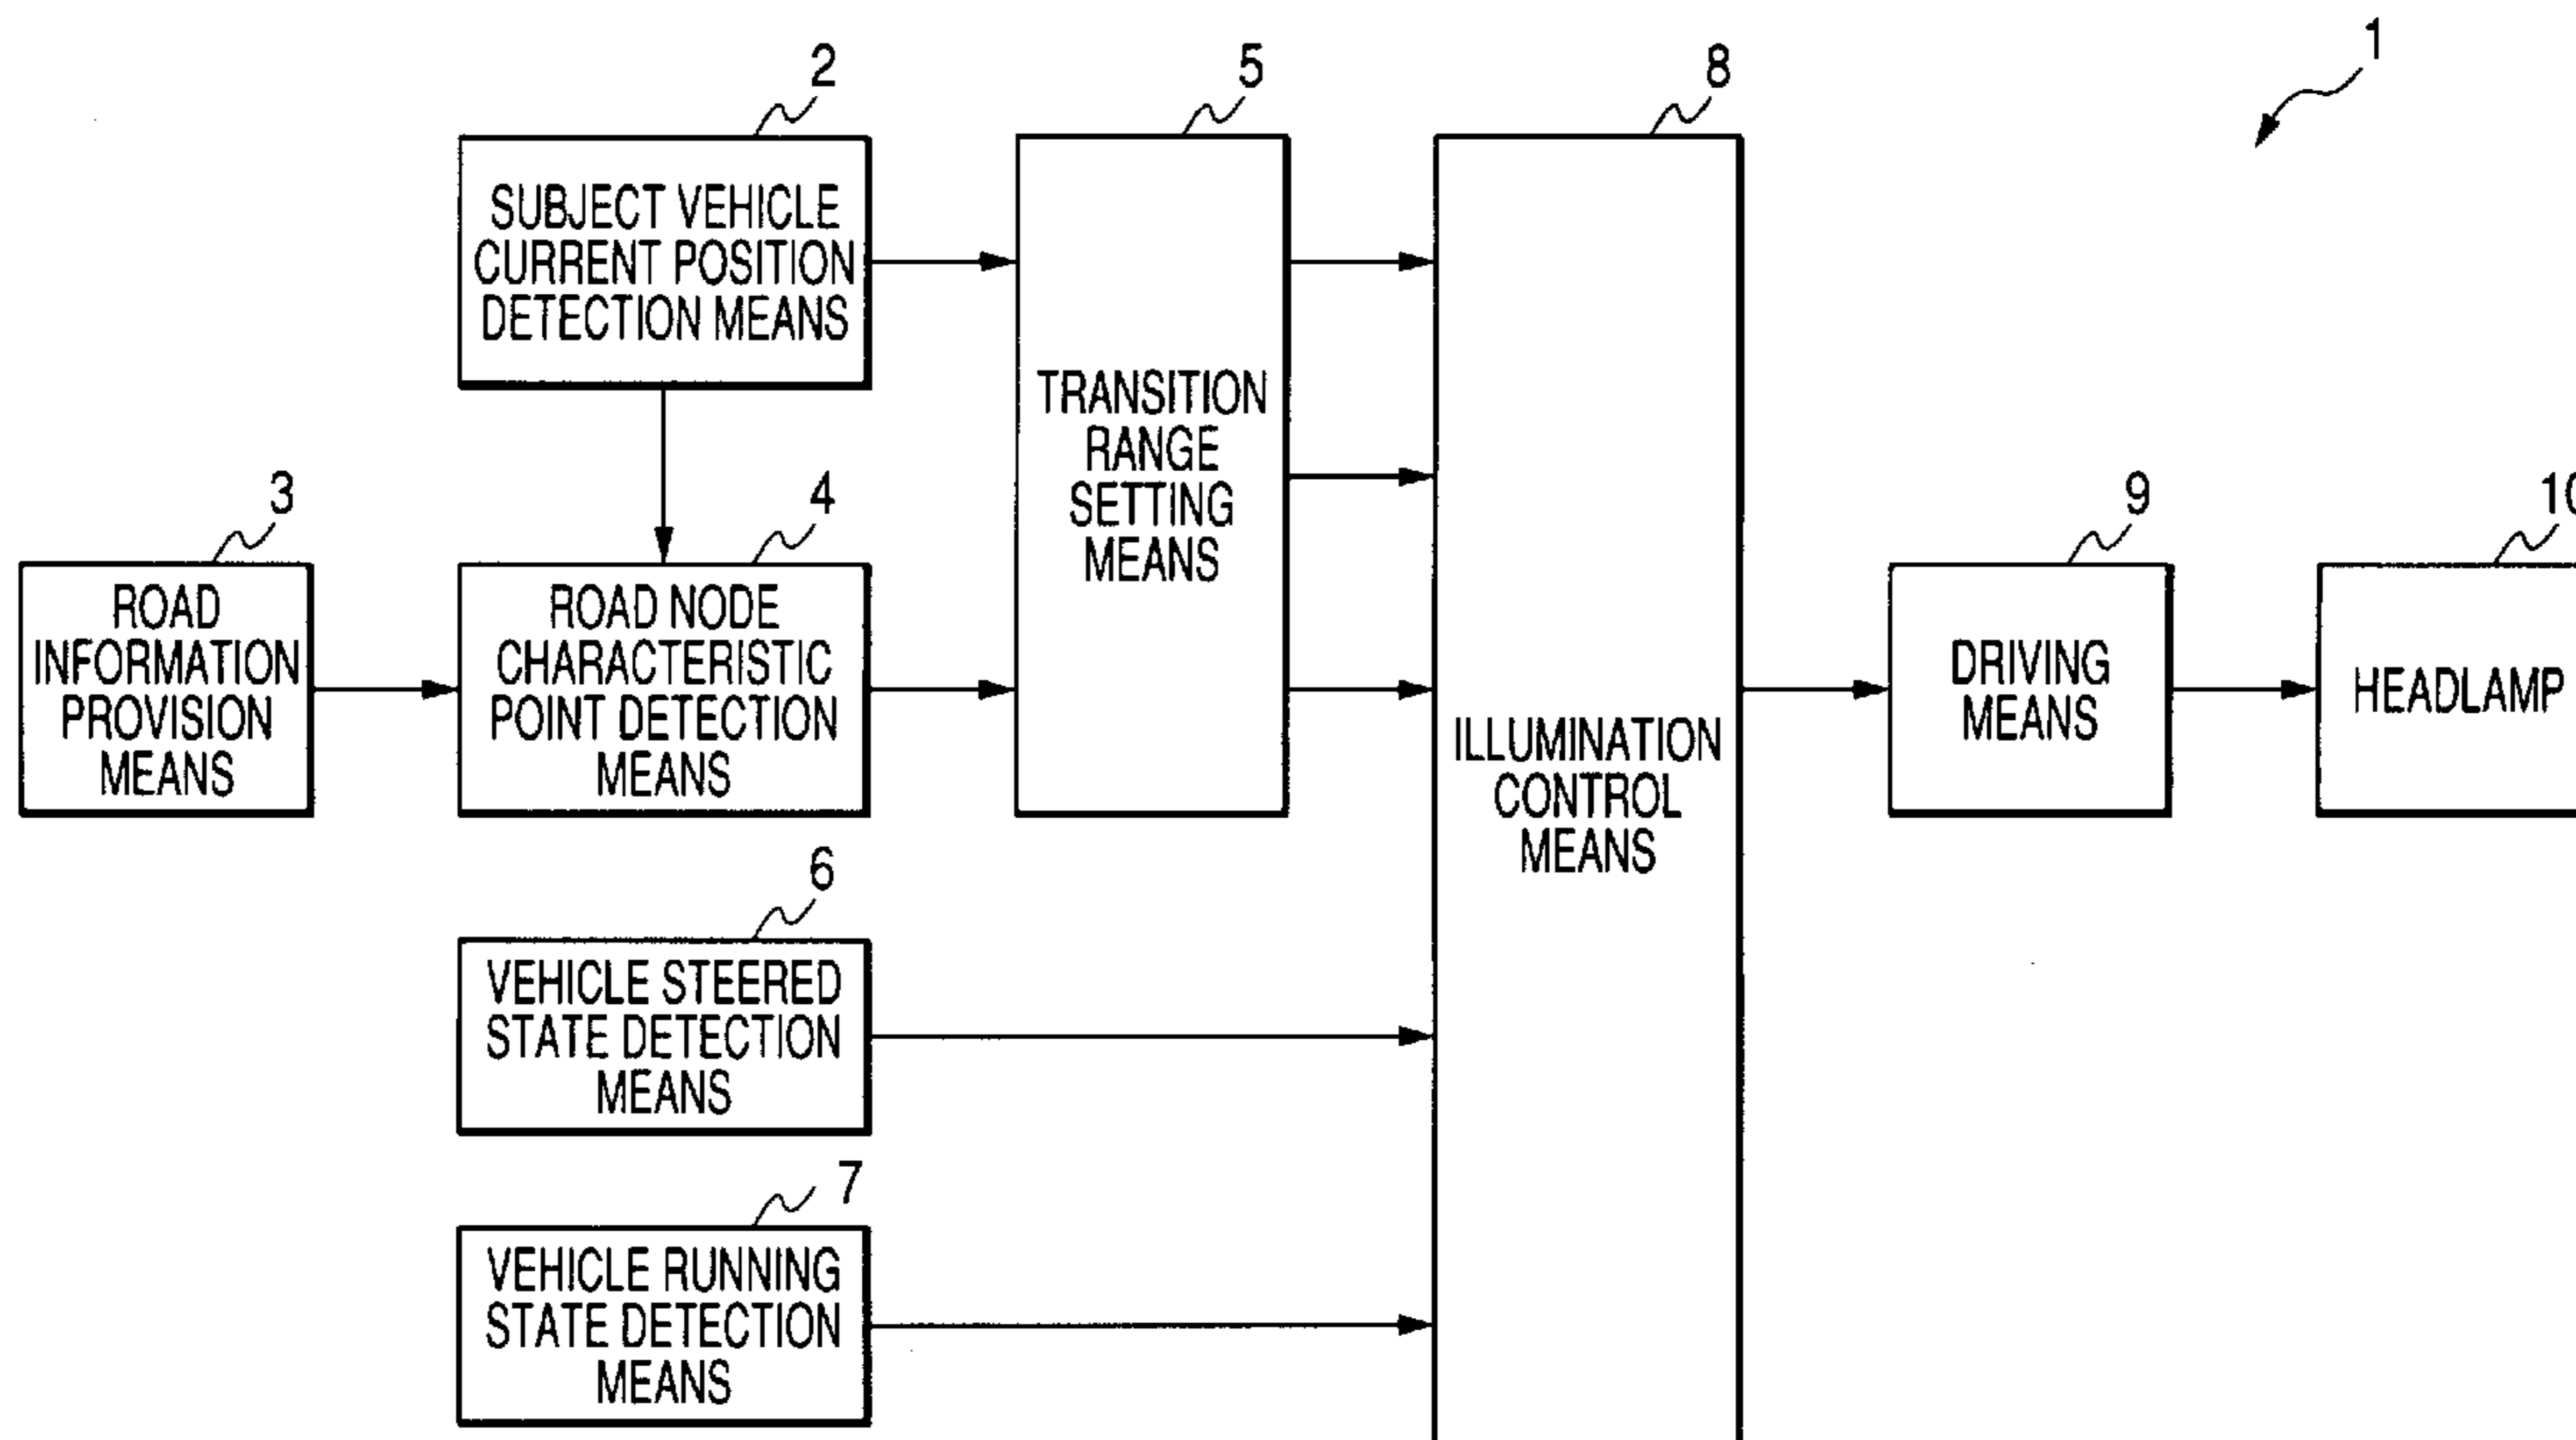 1
2
SUBJECT VEHICLE
CURRENT POSITION
DETECTION MEANS
5
TRANSITION
RANGE
SETTING
MEANS
8
ILLUMINATION
CONTROL
MEANS
3
ROAD
INFORMATION
PROVISION
MEANS
4
ROAD NODE
CHARACTERISTIC
POINT DETECTION
MEANS
9
DRIVING
MEANS
10
HEADLAMP
6
VEHICLE STEERED
STATE DETECTION
MEANS
7
VEHICLE RUNNING
STATE DETECTION
MEANS